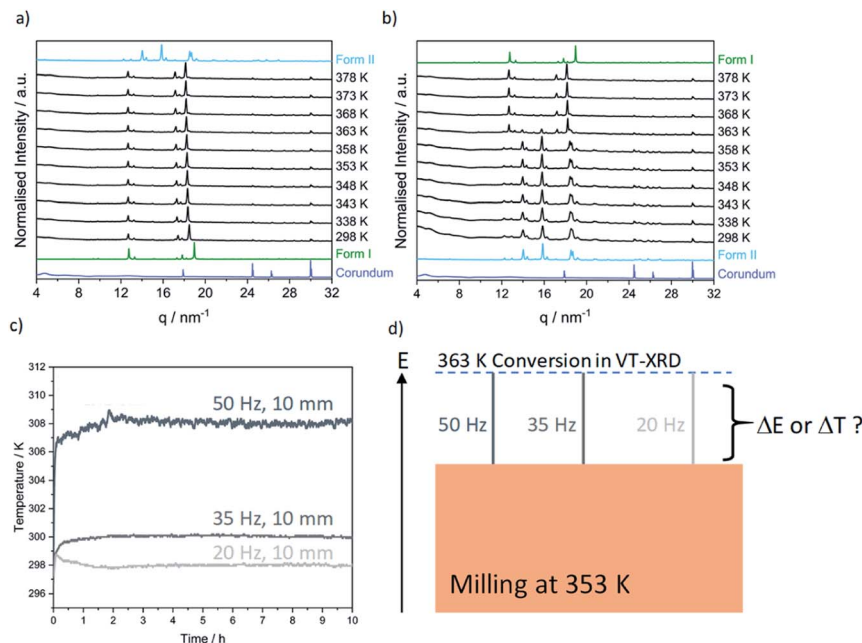 a)
Normalised Intensity / a.u.
Form II
378 K
373 K
368 K
363 K
358 K
353 K
348 K
343 K
338 K
298 K
Form I
Corundum
4 8 12 16 20 24 28 32
q / nm⁻¹
b)
Normalised Intensity / a.u.
Form I
378 K
373 K
368 K
363 K
358 K
353 K
348 K
343 K
338 K
298 K
Form II
Corundum
4 8 12 16 20 24 28 32
q / nm⁻¹
c)
Temperature / K
312
310
308
306
304
302
300
298
296
50 Hz, 10 mm
35 Hz, 10 mm
20 Hz, 10 mm
0 1 2 3 4 5 6 7 8 9 10
Time / h
d)
E
363 K Conversion in VT-XRD
50 Hz 35 Hz 20 Hz
ΔE or ΔT ?
Milling at 353 K